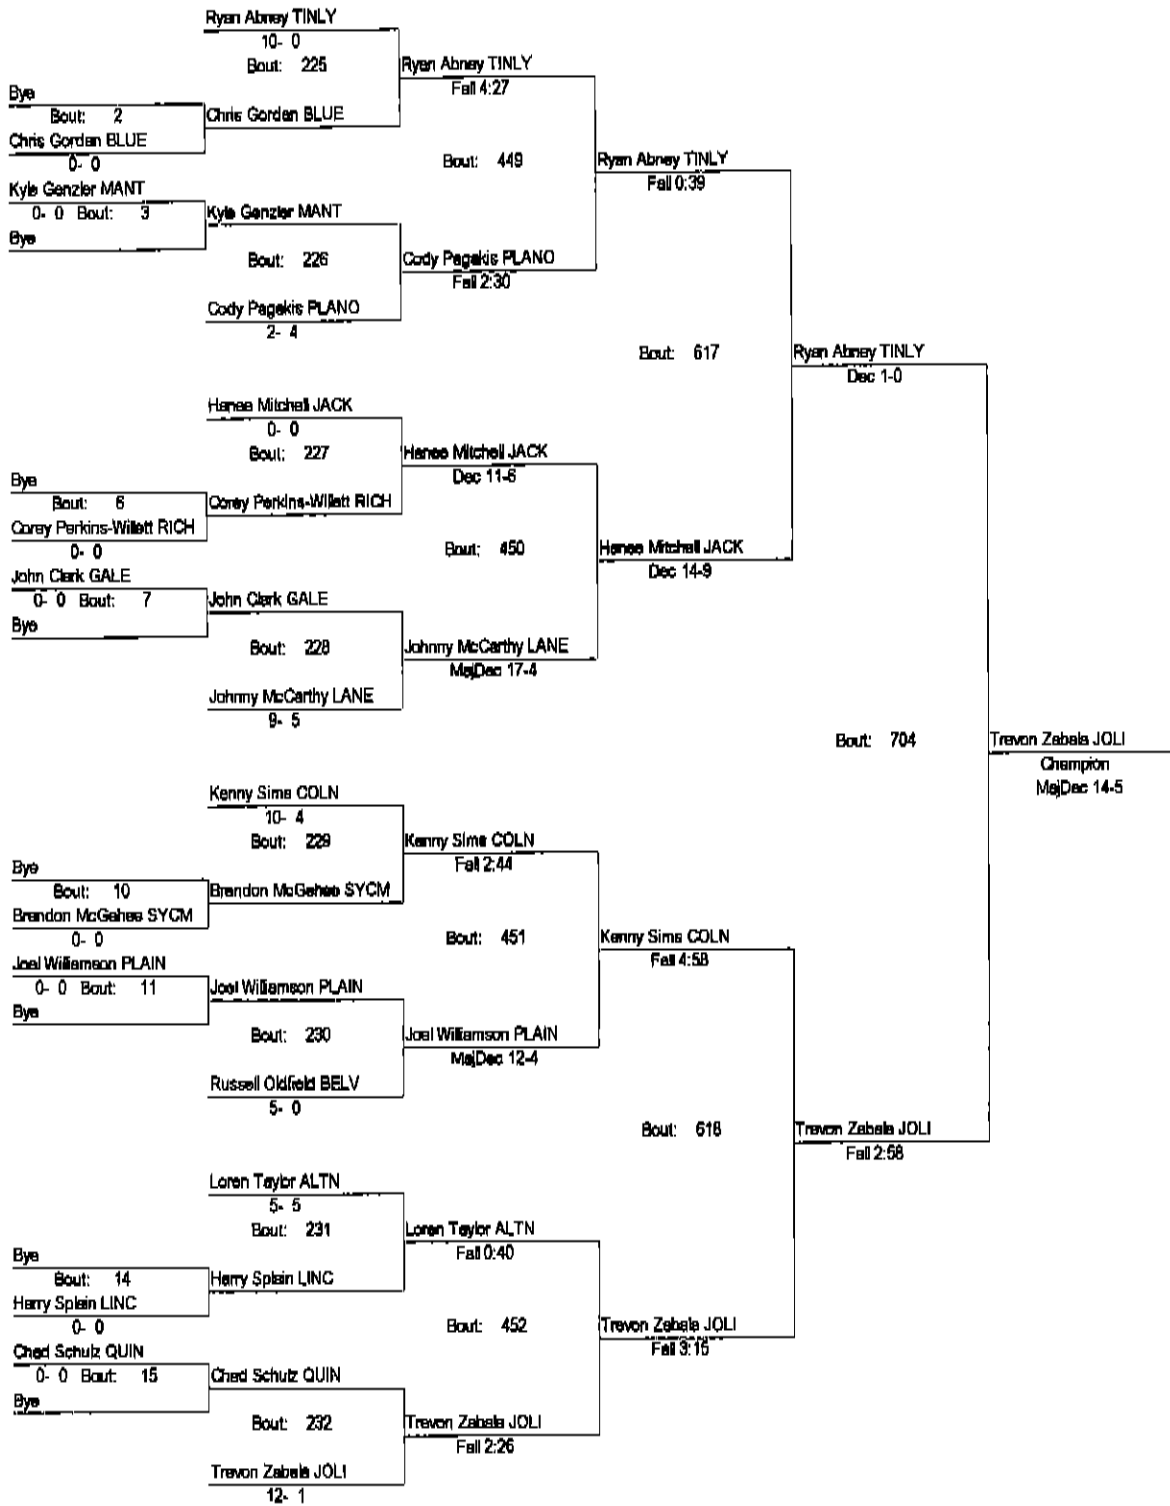 Ryan Abney TINLY
10- 0
Bout: 225
Ryan Abney TINLY
Fall 4:27
Bye
Bout: 2
Chris Gordan BLUE
Chris Gordan BLUE
0- 0
Bout: 449
Ryan Abney TINLY
Fall 0:39
Kyle Genzler MANT
0- 0 Bout: 3
Kyle Genzler MANT
Bye
Bout: 226
Cody Pagakis PLANO
Fall 2:30
Cody Pagakis PLANO
2- 4
Bout: 617
Ryan Abney TINLY
Dec 1-0
Hanee Mitchell JACK
0- 0
Bout: 227
Hanee Mitchell JACK
Dec 11-6
Bye
Bout: 6
Corey Perkins-Willett RICH
Corey Perkins-Willett RICH
0- 0
Bout: 450
Hanee Mitchell JACK
Dec 14-9
John Clark GALE
0- 0 Bout: 7
John Clark GALE
Bye
Bout: 228
Johnny McCarthy LANE
MajDec 17-4
Johnny McCarthy LANE
9- 5
Bout: 704
Trevon Zabala JOLI
Champion
MajDec 14-5
Kenny Sims COLN
10- 4
Bout: 229
Kenny Sims COLN
Fall 2:44
Bye
Bout: 10
Brandon McGehee SYCM
Brandon McGehee SYCM
0- 0
Bout: 451
Kenny Sims COLN
Fall 4:58
Joel Williamson PLAIN
0- 0 Bout: 11
Joel Williamson PLAIN
Bye
Bout: 230
Joel Williamson PLAIN
MajDec 12-4
Russell Oldfield BELV
5- 0
Bout: 618
Trevon Zabala JOLI
Fall 2:58
Loren Taylor ALTN
5- 5
Bout: 231
Loren Taylor ALTN
Fall 0:40
Bye
Bout: 14
Harry Splain LINC
Harry Splain LINC
0- 0
Bout: 452
Trevon Zabala JOLI
Fall 3:15
Chad Schulz QUIN
0- 0 Bout: 15
Chad Schulz QUIN
Bye
Bout: 232
Trevon Zabala JOLI
Fall 2:26
Trevon Zabala JOLI
12- 1